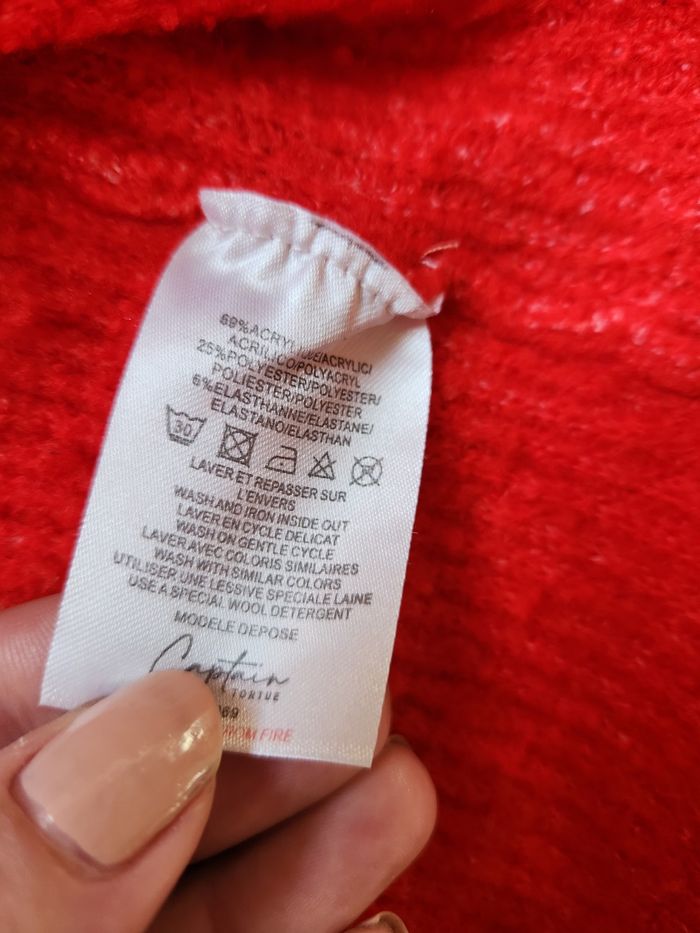 69%ACRYLIQUE/ACRYLIC/
ACRILICO/POLYACRYL
25%POLYESTER/POLYESTER/
POLIESTER/POLYESTER
6%ELASTHANNE/ELASTANE/
ELASTANO/ELASTHAN
30
LAVER ET REPASSER SUR
L'ENVERS
WASH AND IRON INSIDE OUT
LAVER EN CYCLE DELICAT
WASH ON GENTLE CYCLE
LAVER AVEC COLORIS SIMILAIRES
WASH WITH SIMILAR COLORS
UTILISER UNE LESSIVE SPECIALE LAINE
USE A SPECIAL WOOL DETERGENT
MODELE DEPOSE
Captain
TORTUE
69
FIRE